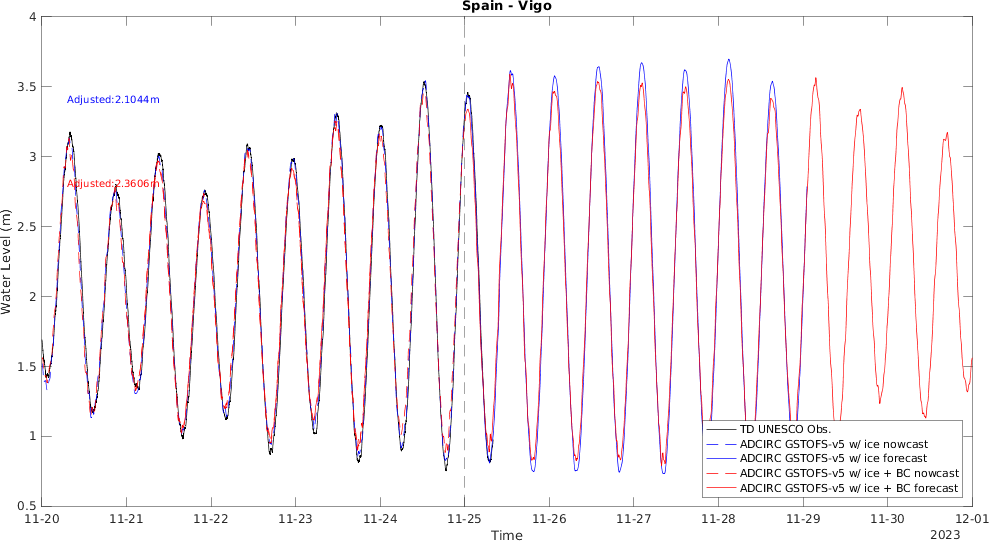 Spain - Vigo
4
3.5
3
2.5
2
1.5
1
0.5
Water Level (m)
Adjusted:2.1044m
Adjusted:2.3606m
TD UNESCO Obs.
ADCIRC GSTOFS-v5 w/ ice nowcast
ADCIRC GSTOFS-v5 w/ ice forecast
ADCIRC GSTOFS-v5 w/ ice + BC nowcast
ADCIRC GSTOFS-v5 w/ ice + BC forecast
11-20 11-21 11-22 11-23 11-24 11-25 11-26 11-27 11-28 11-29 11-30 12-01
Time
2023